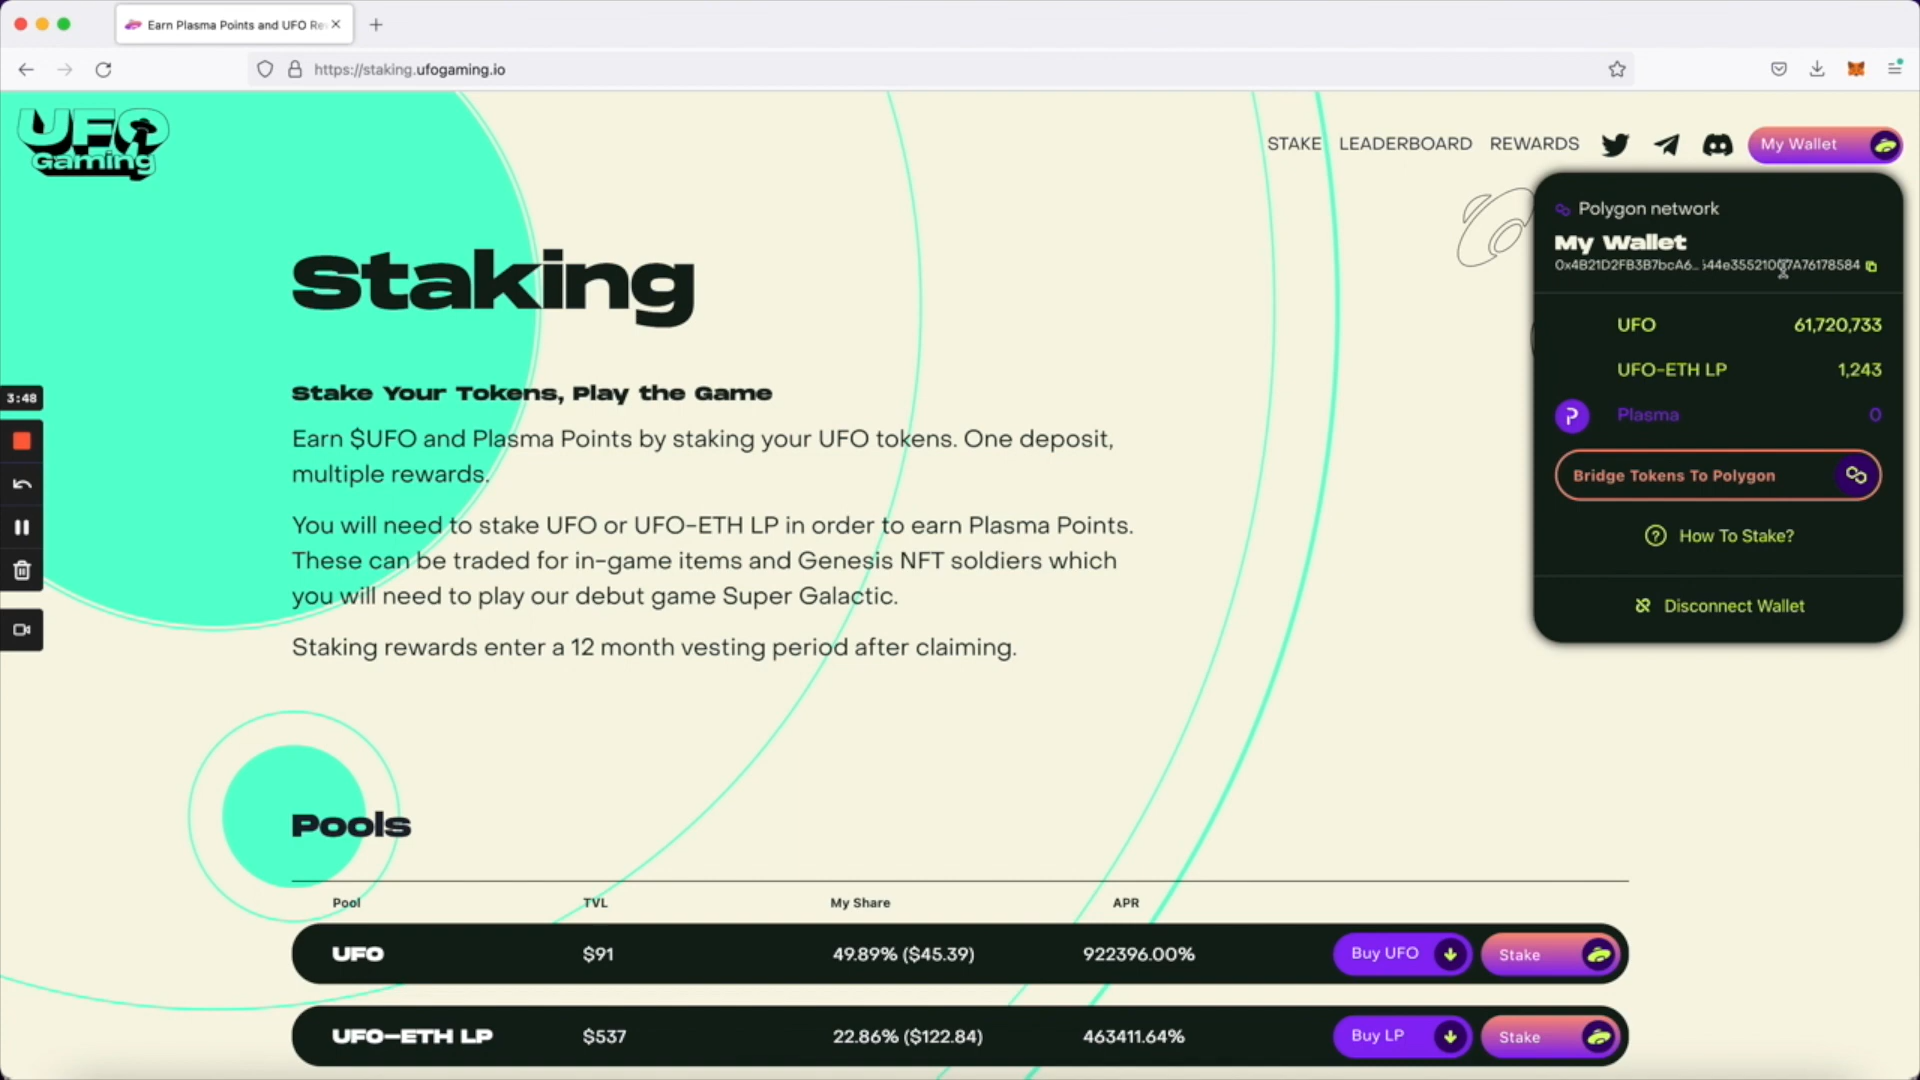 Earn Plasma Points and UFO Re
https://staking.ufogaming.io
UFO
Gaming
STAKE LEADERBOARD REWARDS My Wallet
Polygon network
My Wallet
UFO 61,720,733
UFO-ETH LP 1,243
P Plasma 0
Bridge Tokens To Polygon
? How To Stake?
Disconnect Wallet
Staking
Stake Your Tokens, Play the Game
Earn $UFO and Plasma Points by staking your UFO tokens. One deposit,
multiple rewards.
You will need to stake UFO or UFO-ETH LP in order to earn Plasma Points.
These can be traded for in-game items and Genesis NFT soldiers which
you will need to play our debut game Super Galactic.
Staking rewards enter a 12 month vesting period after claiming.
3:48
Pools
Pool TVL My Share APR
UFO $91 49.89% ($45.39) 922396.00% Buy UFO Stake
UFO-ETH LP $537 22.86% ($122.84) 463411.64% Buy LP Stake